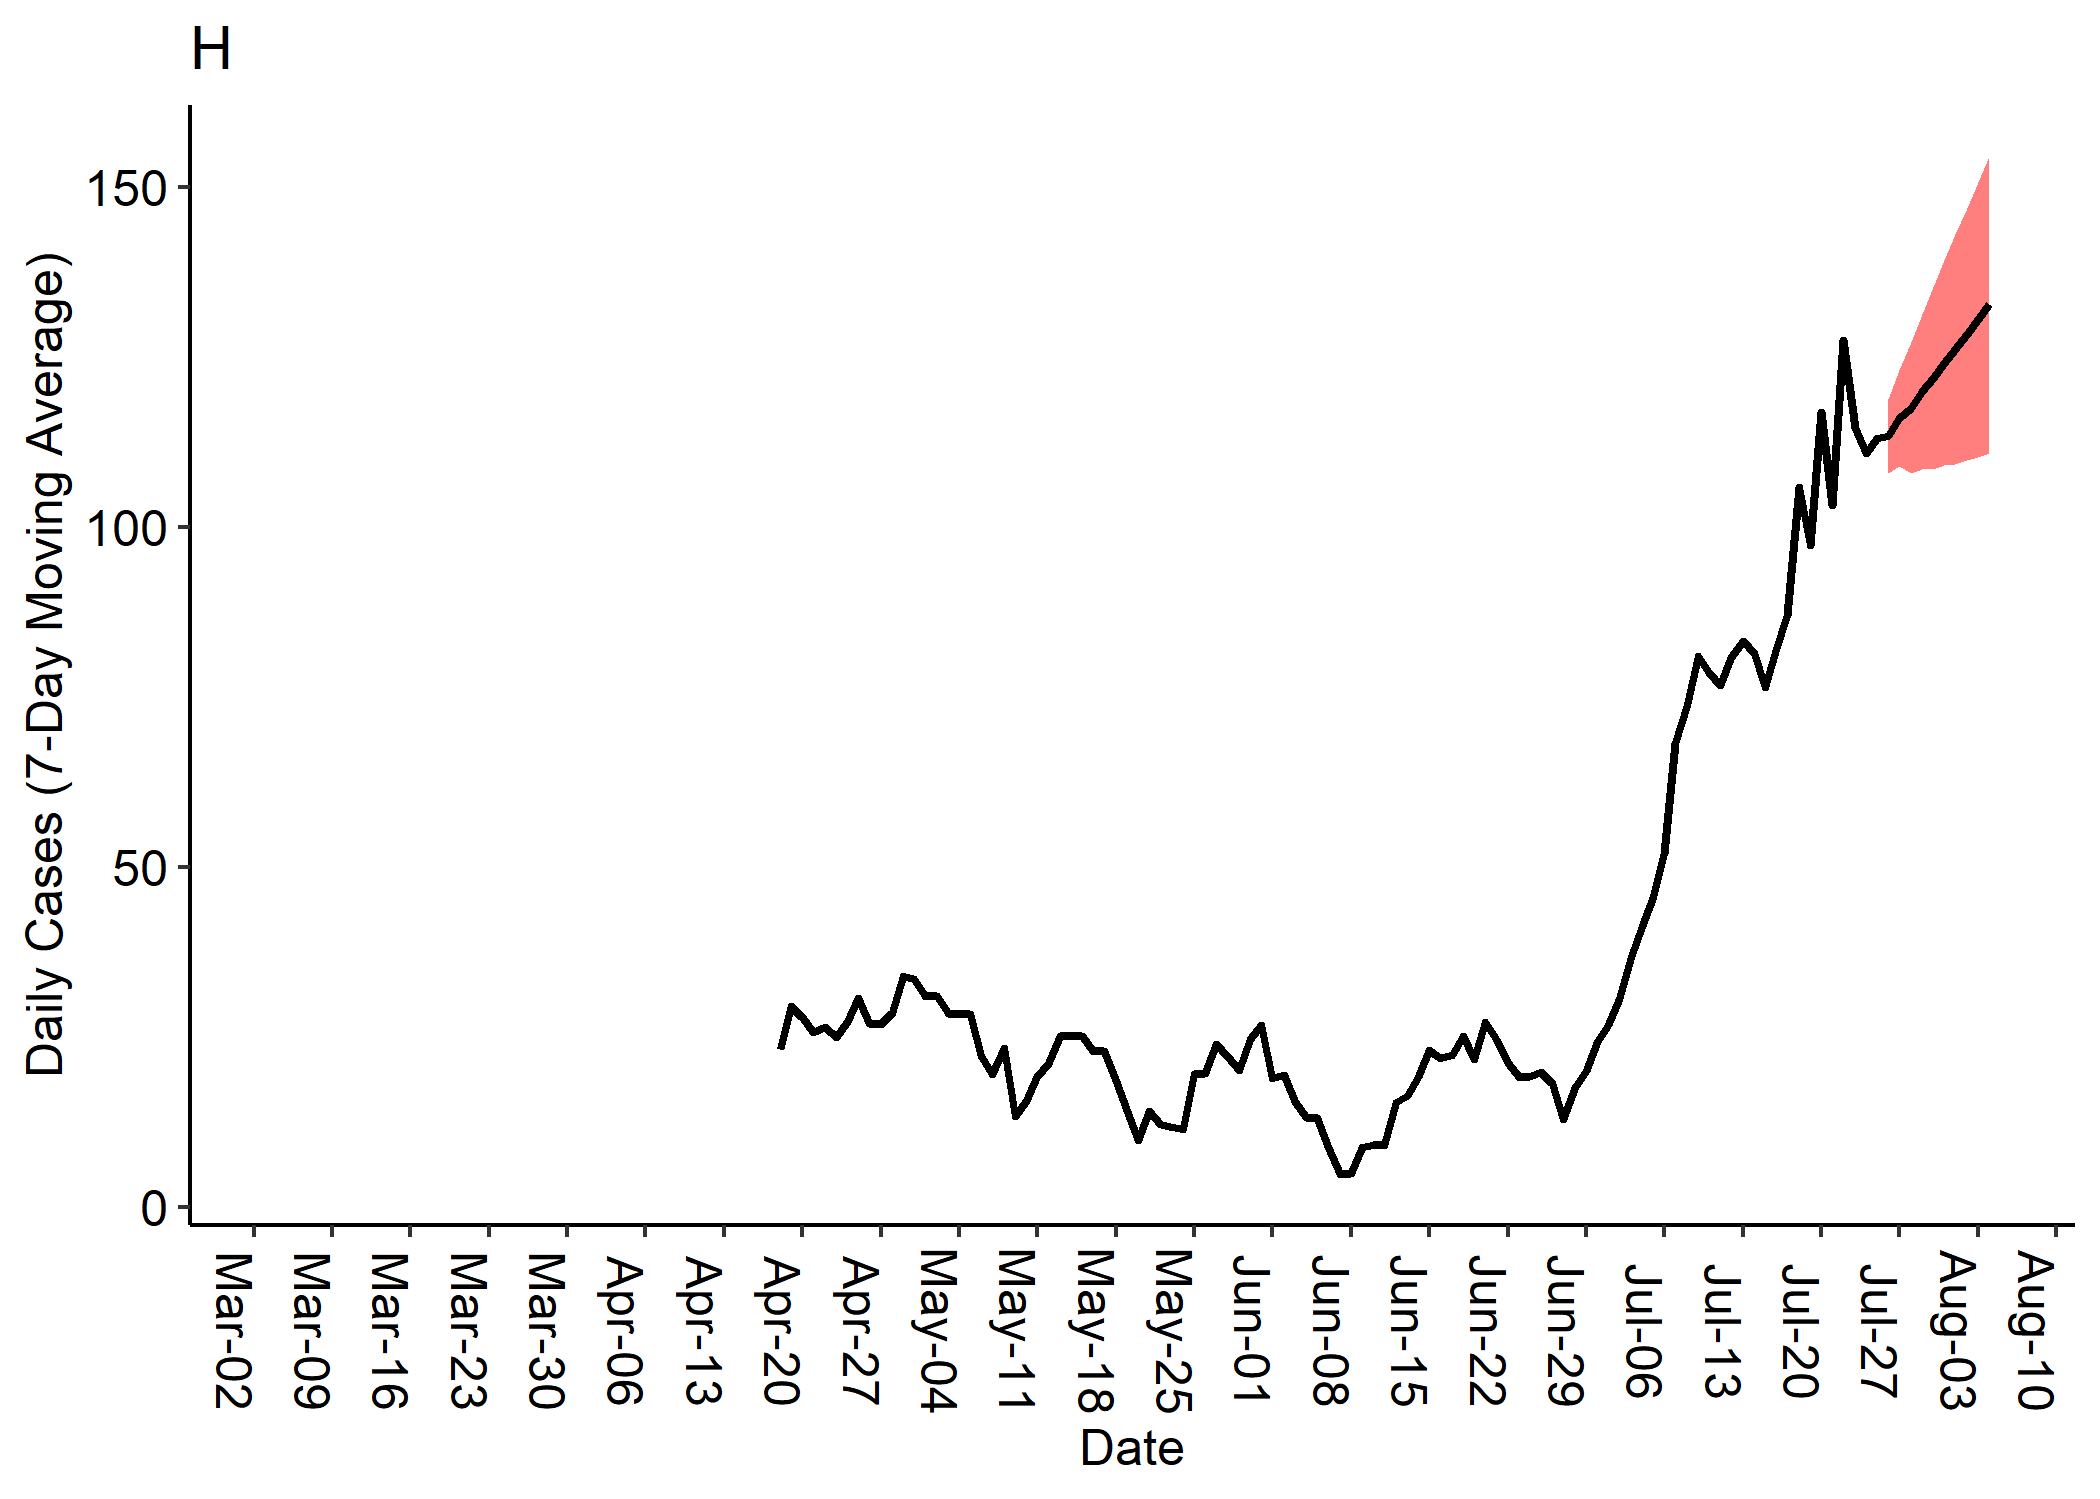 H
Daily Cases (7-Day Moving Average)
150
100
50
0
Mar-02
Mar-09
Mar-16
Mar-23
Mar-30
Apr-06
Apr-13
Apr-20
Apr-27
May-04
May-11
May-18
May-25
Jun-01
Jun-08
Jun-15
Jun-22
Jun-29
Jul-06
Jul-13
Jul-20
Jul-27
Aug-03
Aug-10
Date